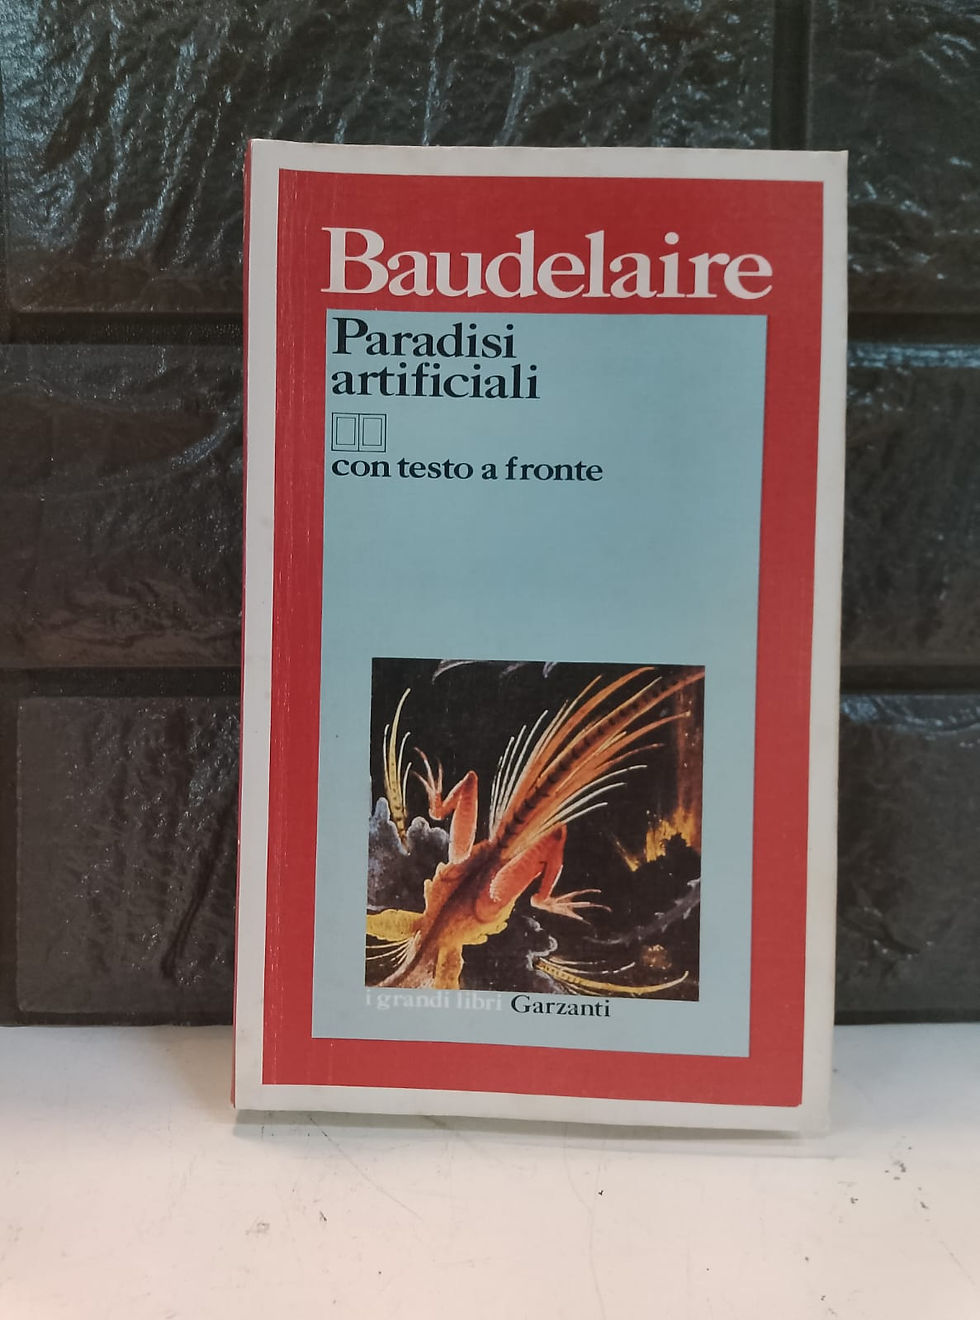 Baudelaire
Paradisi
artificiali
con testo a fronte
i grandi libri Garzanti